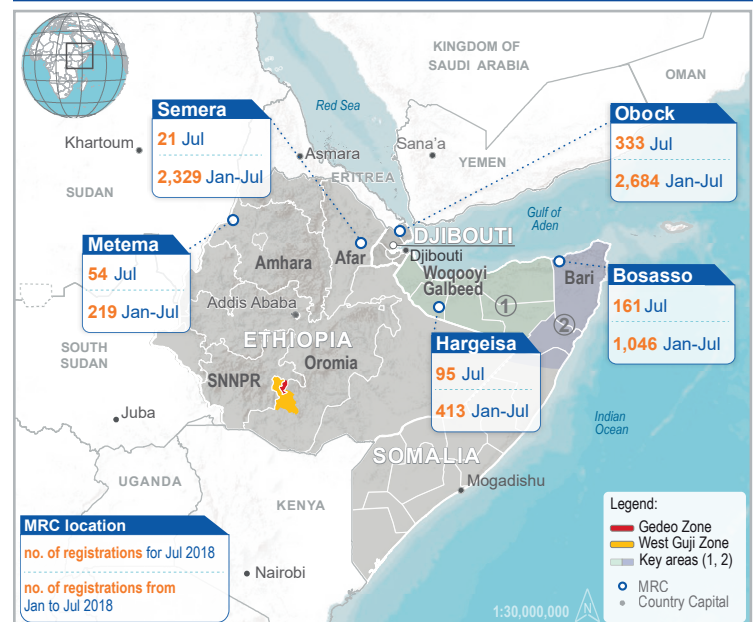 KINGDOM OF
SAUDI ARABIA
OMAN
Red Sea
Semera
21 Jul
2,329 Jan-Jul
Obock
333 Jul
2,684 Jan-Jul
Khartoum
Asmara
Sana'a
YEMEN
ERITREA
SUDAN
Gulf of
Aden
Metema
54 Jul
219 Jan-Jul
DJIBOUTI
Djibouti
Afar
Amhara
Woqooyi
Galbeed
Bari
1
2
Bosasso
161 Jul
1,046 Jan-Jul
Addis Ababa
ETHIOPIA
Oromia
SNNPR
Hargeisa
95 Jul
413 Jan-Jul
SOUTH
SUDAN
Juba
Indian
Ocean
SOMALIA
Mogadishu
UGANDA
KENYA
Nairobi
MRC location
no. of registrations for Jul 2018
no. of registrations from
Jan to Jul 2018
Legend:
Gedeo Zone
West Guji Zone
Key areas (1, 2)
MRC
Country Capital
1:30,000,000
N